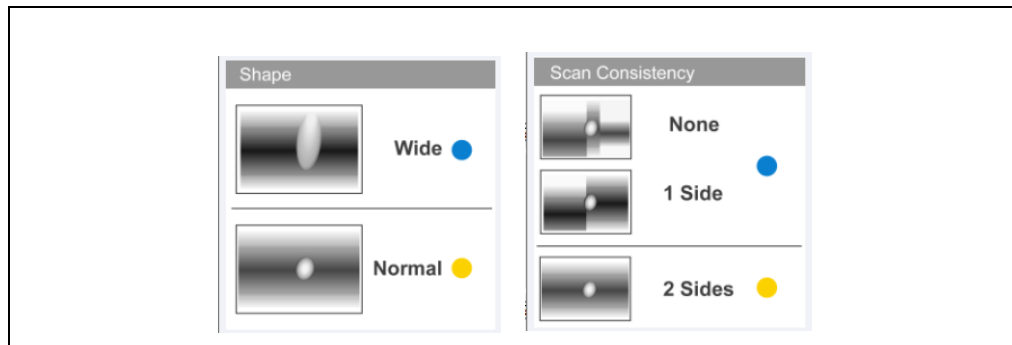 Shape
Wide
Normal
Scan Consistency
None
1 Side
2 Sides